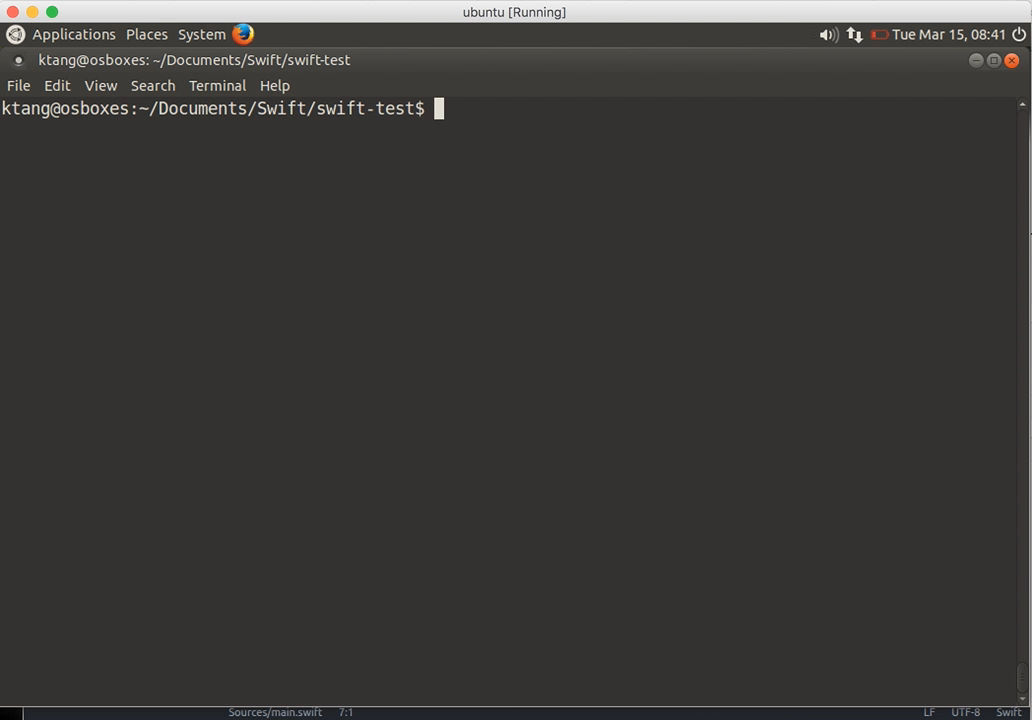 ubuntu [Running]
Applications Places System Tue Mar 15, 08:41
ktang@osboxes: ~/Documents/Swift/swift-test
File Edit View Search Terminal Help
ktang@osboxes:~/Documents/Swift/swift-test$
Sources/main.swift 7:1 LF UTF-8 Swift